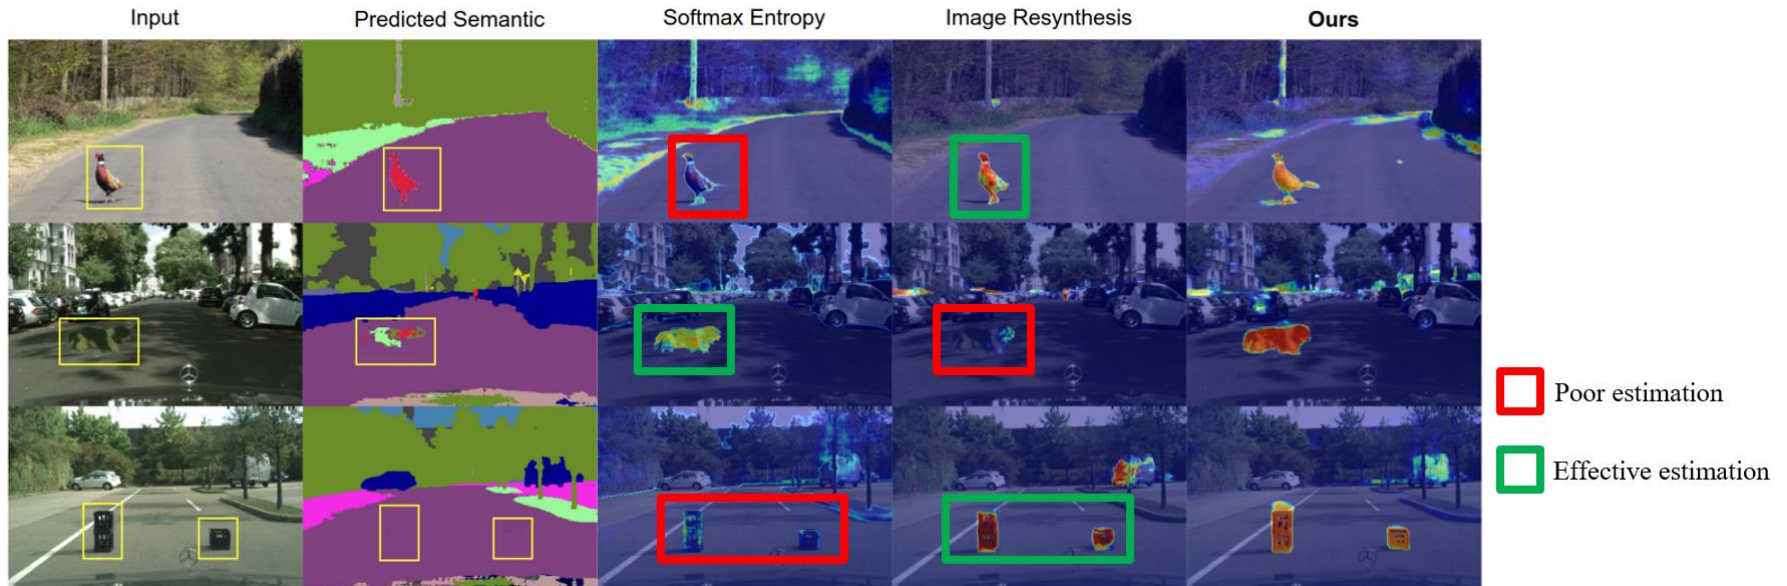 Input
Predicted Semantic
Softmax Entropy
Image Resynthesis
Ours
Poor estimation
Effective estimation